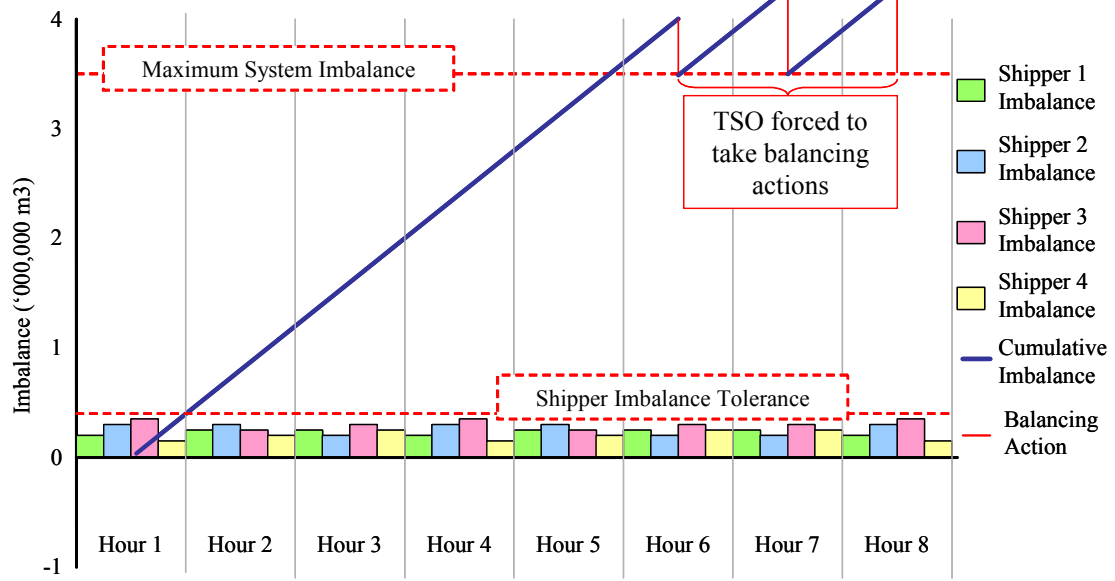 4
3
2
1
0
-1
Imbalance (‘000,000 m3)
Maximum System Imbalance
TSO forced to
take balancing
actions
Shipper Imbalance Tolerance
Hour 1
Hour 2
Hour 3
Hour 4
Hour 5
Hour 6
Hour 7
Hour 8
Shipper 1
Imbalance
Shipper 2
Imbalance
Shipper 3
Imbalance
Shipper 4
Imbalance
Cumulative
Imbalance
Balancing
Action